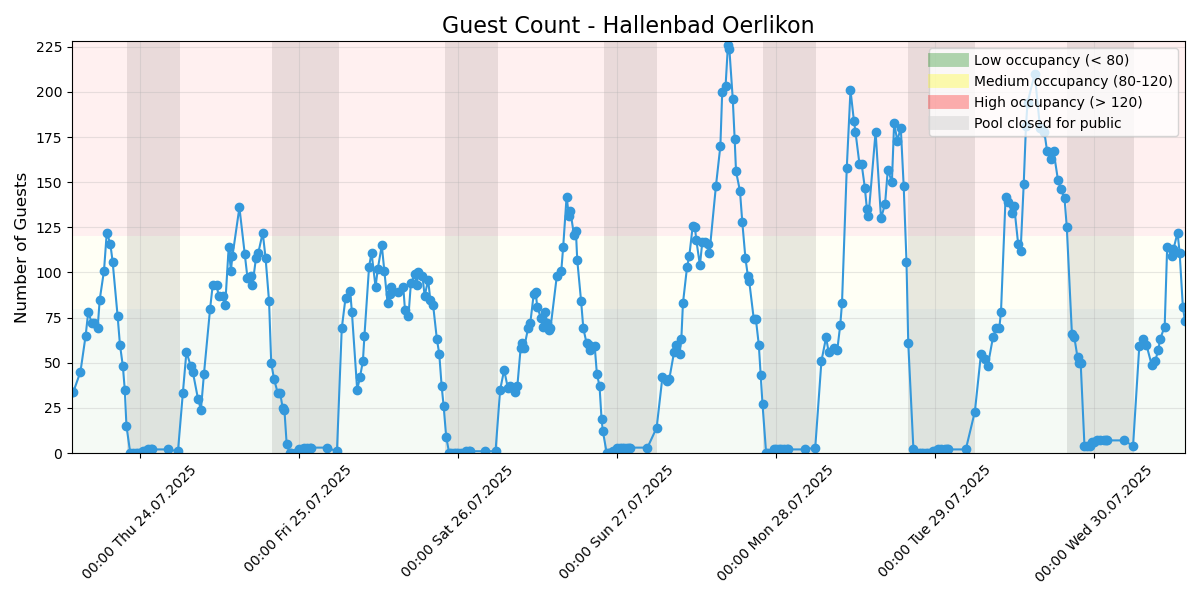 Guest Count - Hallenbad Oerlikon
Number of Guests
225
200
175
150
125
100
75
50
25
0
Low occupancy (< 80)
Medium occupancy (80-120)
High occupancy (> 120)
Pool closed for public
00:00 Thu 24.07.2025
00:00 Fri 25.07.2025
00:00 Sat 26.07.2025
00:00 Sun 27.07.2025
00:00 Mon 28.07.2025
00:00 Tue 29.07.2025
00:00 Wed 30.07.2025